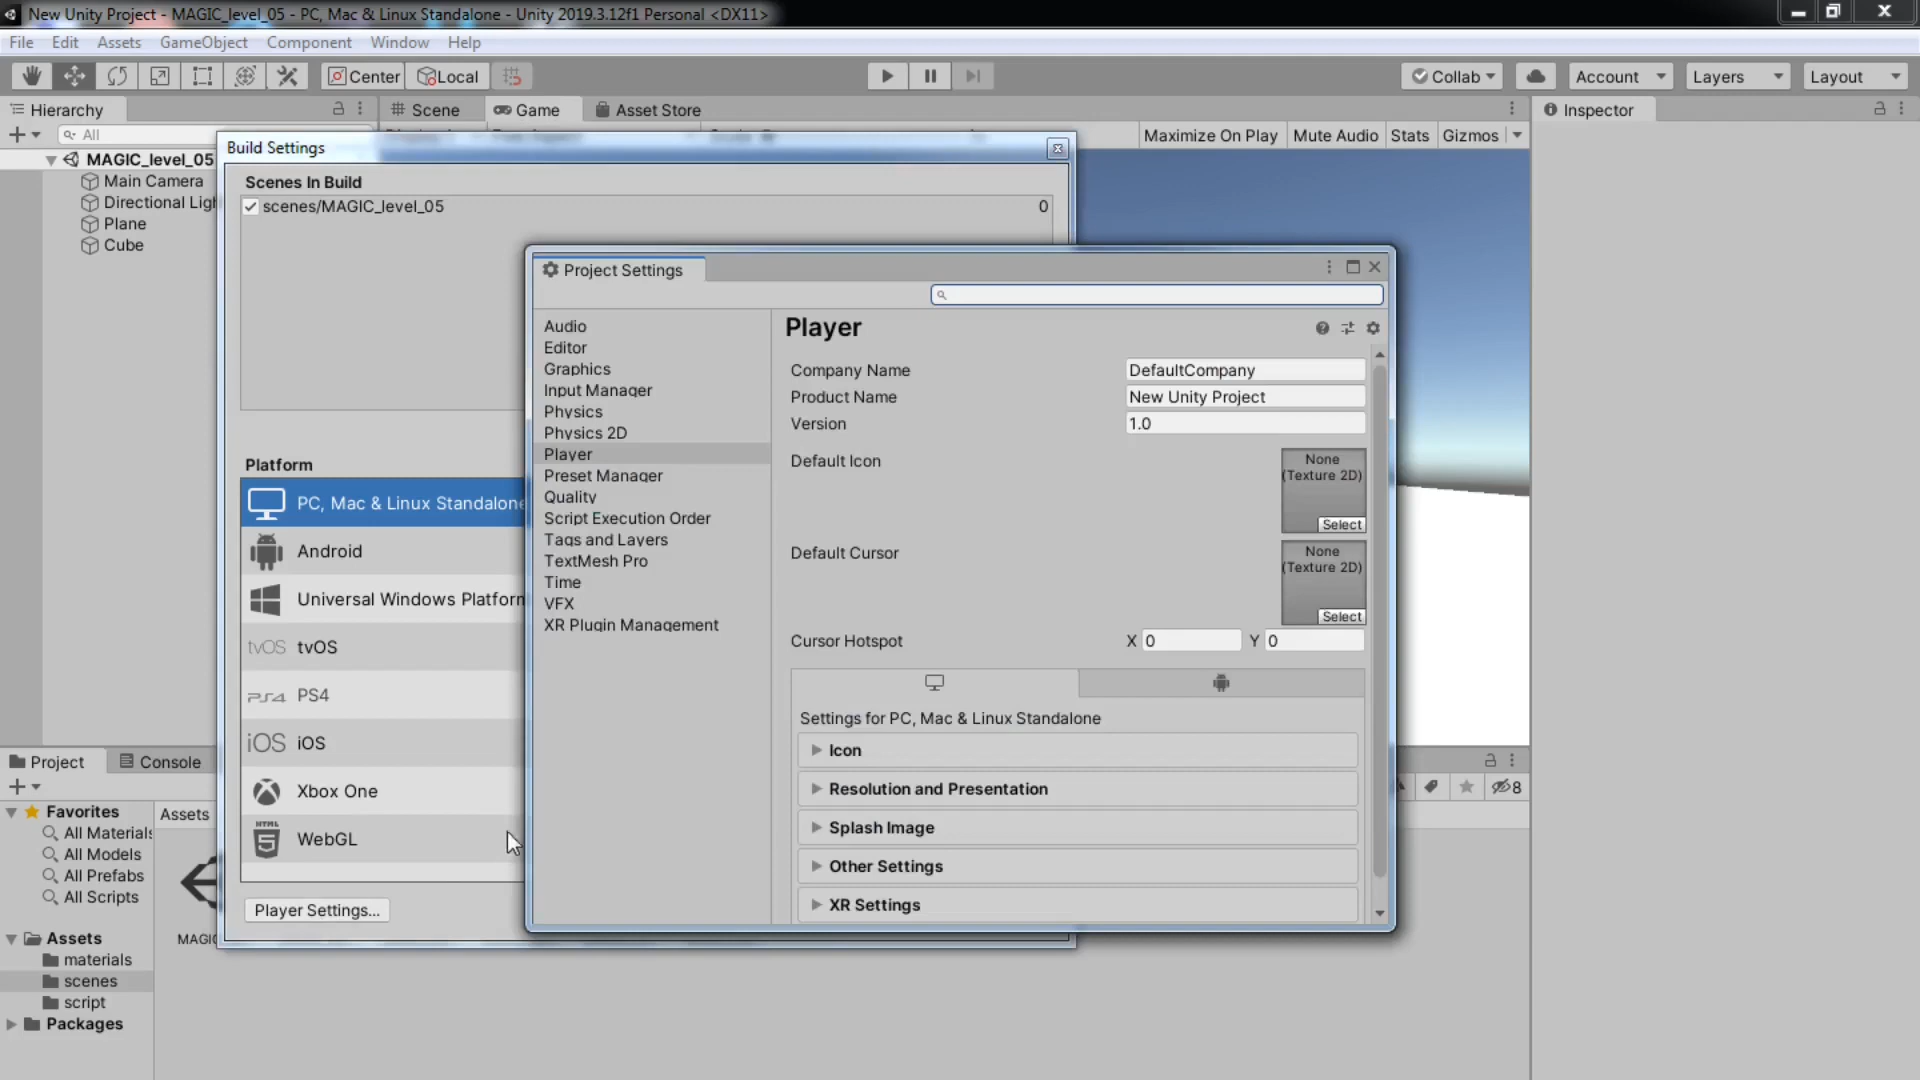 New Unity Project - MAGIC_level_05 - PC, Mac & Linux Standalone - Unity 2019.3.12f1 Personal <DX11>
File Edit Assets GameObject Component Window Help
Center Local Collab Account Layers Layout
Hierarchy Scene Game Asset Store Inspector
All
Maximize On Play Mute Audio Stats Gizmos
MAGIC_level_05
Main Camera
Directional Ligh
Plane
Cube
Build Settings
Scenes In Build
scenes/MAGIC_level_05 0
Platform
PC, Mac & Linux Standalone
Android
Universal Windows Platform
tvOS tvOS
PS4
iOS iOS
Xbox One
HTML 5 WebGL
Player Settings...
Project Settings
Audio
Editor
Graphics
Input Manager
Physics
Physics 2D
Player
Preset Manager
Quality
Script Execution Order
Tags and Layers
TextMesh Pro
Time
VFX
XR Plugin Management
Player
Company Name DefaultCompany
Product Name New Unity Project
Version 1.0
Default Icon
None
(Texture 2D)
Select
Default Cursor
None
(Texture 2D)
Select
Cursor Hotspot X 0 Y 0
Settings for PC, Mac & Linux Standalone
Icon
Resolution and Presentation
Splash Image
Other Settings
XR Settings
Project Console
8
Favorites
All Materials
All Models
All Prefabs
All Scripts
Assets
materials
scenes
script
Packages
Assets
MAGIC